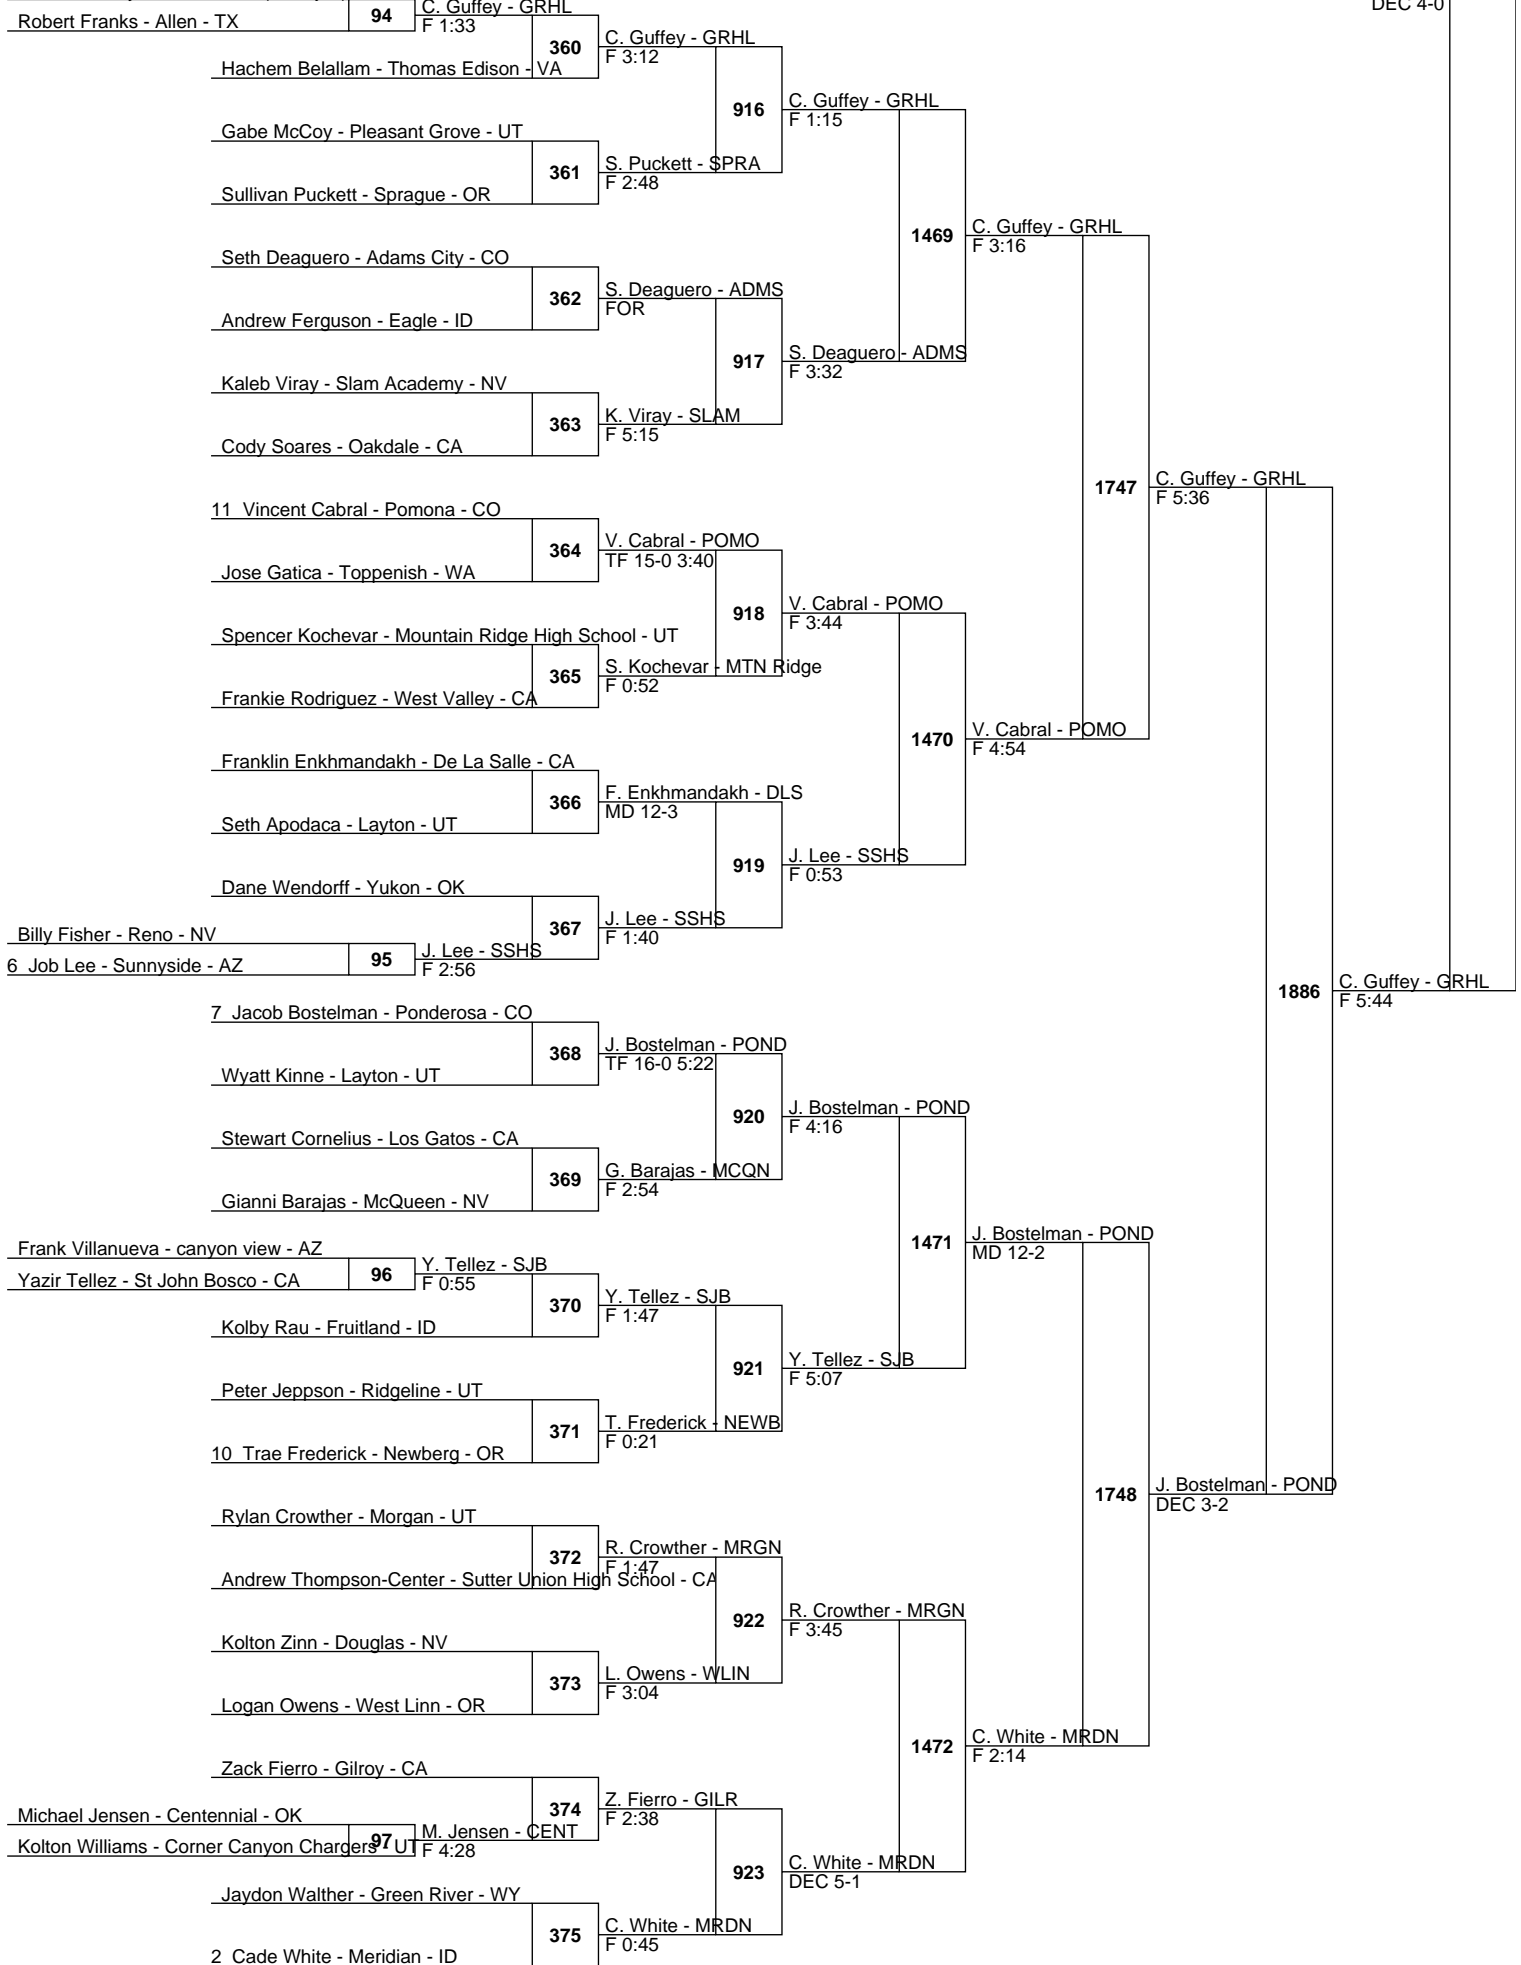 DEC 4-0
94
C. Guffey - GRHL
F 1:33
Robert Franks - Allen - TX
360
C. Guffey - GRHL
F 3:12
Hachem Belallam - Thomas Edison - VA
916
C. Guffey - GRHL
F 1:15
Gabe McCoy - Pleasant Grove - UT
361
S. Puckett - SPRA
F 2:48
Sullivan Puckett - Sprague - OR
1469
C. Guffey - GRHL
F 3:16
Seth Deaguero - Adams City - CO
362
S. Deaguero - ADMS
FOR
Andrew Ferguson - Eagle - ID
917
S. Deaguero - ADMS
F 3:32
Kaleb Viray - Slam Academy - NV
363
K. Viray - SLAM
F 5:15
Cody Soares - Oakdale - CA
1747
C. Guffey - GRHL
F 5:36
11 Vincent Cabral - Pomona - CO
364
V. Cabral - POMO
TF 15-0 3:40
Jose Gatica - Toppenish - WA
918
V. Cabral - POMO
F 3:44
Spencer Kochevar - Mountain Ridge High School - UT
365
S. Kochevar - MTN Ridge
F 0:52
Frankie Rodriguez - West Valley - CA
1470
V. Cabral - POMO
F 4:54
Franklin Enkhmandakh - De La Salle - CA
366
F. Enkhmandakh - DLS
MD 12-3
Seth Apodaca - Layton - UT
919
J. Lee - SSHS
F 0:53
Dane Wendorff - Yukon - OK
367
J. Lee - SSHS
F 1:40
Billy Fisher - Reno - NV
95
J. Lee - SSHS
F 2:56
6 Job Lee - Sunnyside - AZ
1886
C. Guffey - GRHL
F 5:44
7 Jacob Bostelman - Ponderosa - CO
368
J. Bostelman - POND
TF 16-0 5:22
Wyatt Kinne - Layton - UT
920
J. Bostelman - POND
F 4:16
Stewart Cornelius - Los Gatos - CA
369
G. Barajas - MCQN
F 2:54
Gianni Barajas - McQueen - NV
1471
J. Bostelman - POND
MD 12-2
Frank Villanueva - canyon view - AZ
96
Y. Tellez - SJB
F 0:55
Yazir Tellez - St John Bosco - CA
370
Y. Tellez - SJB
F 1:47
Kolby Rau - Fruitland - ID
921
Y. Tellez - SJB
F 5:07
Peter Jeppson - Ridgeline - UT
371
T. Frederick - NEWB
F 0:21
10 Trae Frederick - Newberg - OR
1748
J. Bostelman - POND
DEC 3-2
Rylan Crowther - Morgan - UT
372
R. Crowther - MRGN
F 1:47
Andrew Thompson-Center - Sutter Union High School - CA
922
R. Crowther - MRGN
F 3:45
Kolton Zinn - Douglas - NV
373
L. Owens - WLIN
F 3:04
Logan Owens - West Linn - OR
1472
C. White - MRDN
F 2:14
Zack Fierro - Gilroy - CA
374
Z. Fierro - GILR
F 2:38
Michael Jensen - Centennial - OK
97
M. Jensen - CENT
F 4:28
Kolton Williams - Corner Canyon Chargers - UT
923
C. White - MRDN
DEC 5-1
Jaydon Walther - Green River - WY
375
C. White - MRDN
F 0:45
2 Cade White - Meridian - ID